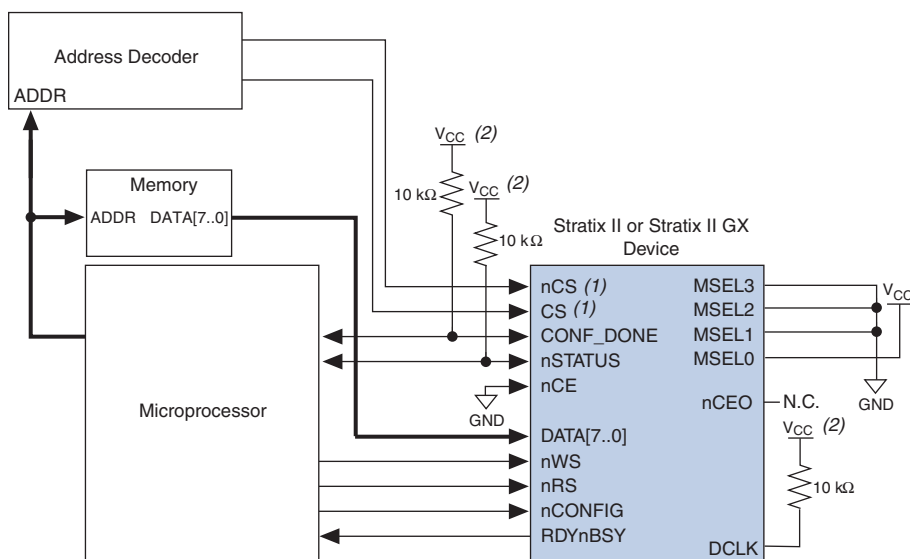 Address Decoder
ADDR
Memory
ADDR DATA[7..0]
Microprocessor
VCC (2)
10 kΩ
VCC (2)
10 kΩ
Stratix II or Stratix II GX
Device
nCS (1)
CS (1)
CONF_DONE
nSTATUS
nCE
GND
DATA[7..0]
nWS
nRS
nCONFIG
RDYnBSY
MSEL3
MSEL2
MSEL1
MSEL0
VCC
GND
nCEO
N.C.
VCC (2)
10 kΩ
DCLK